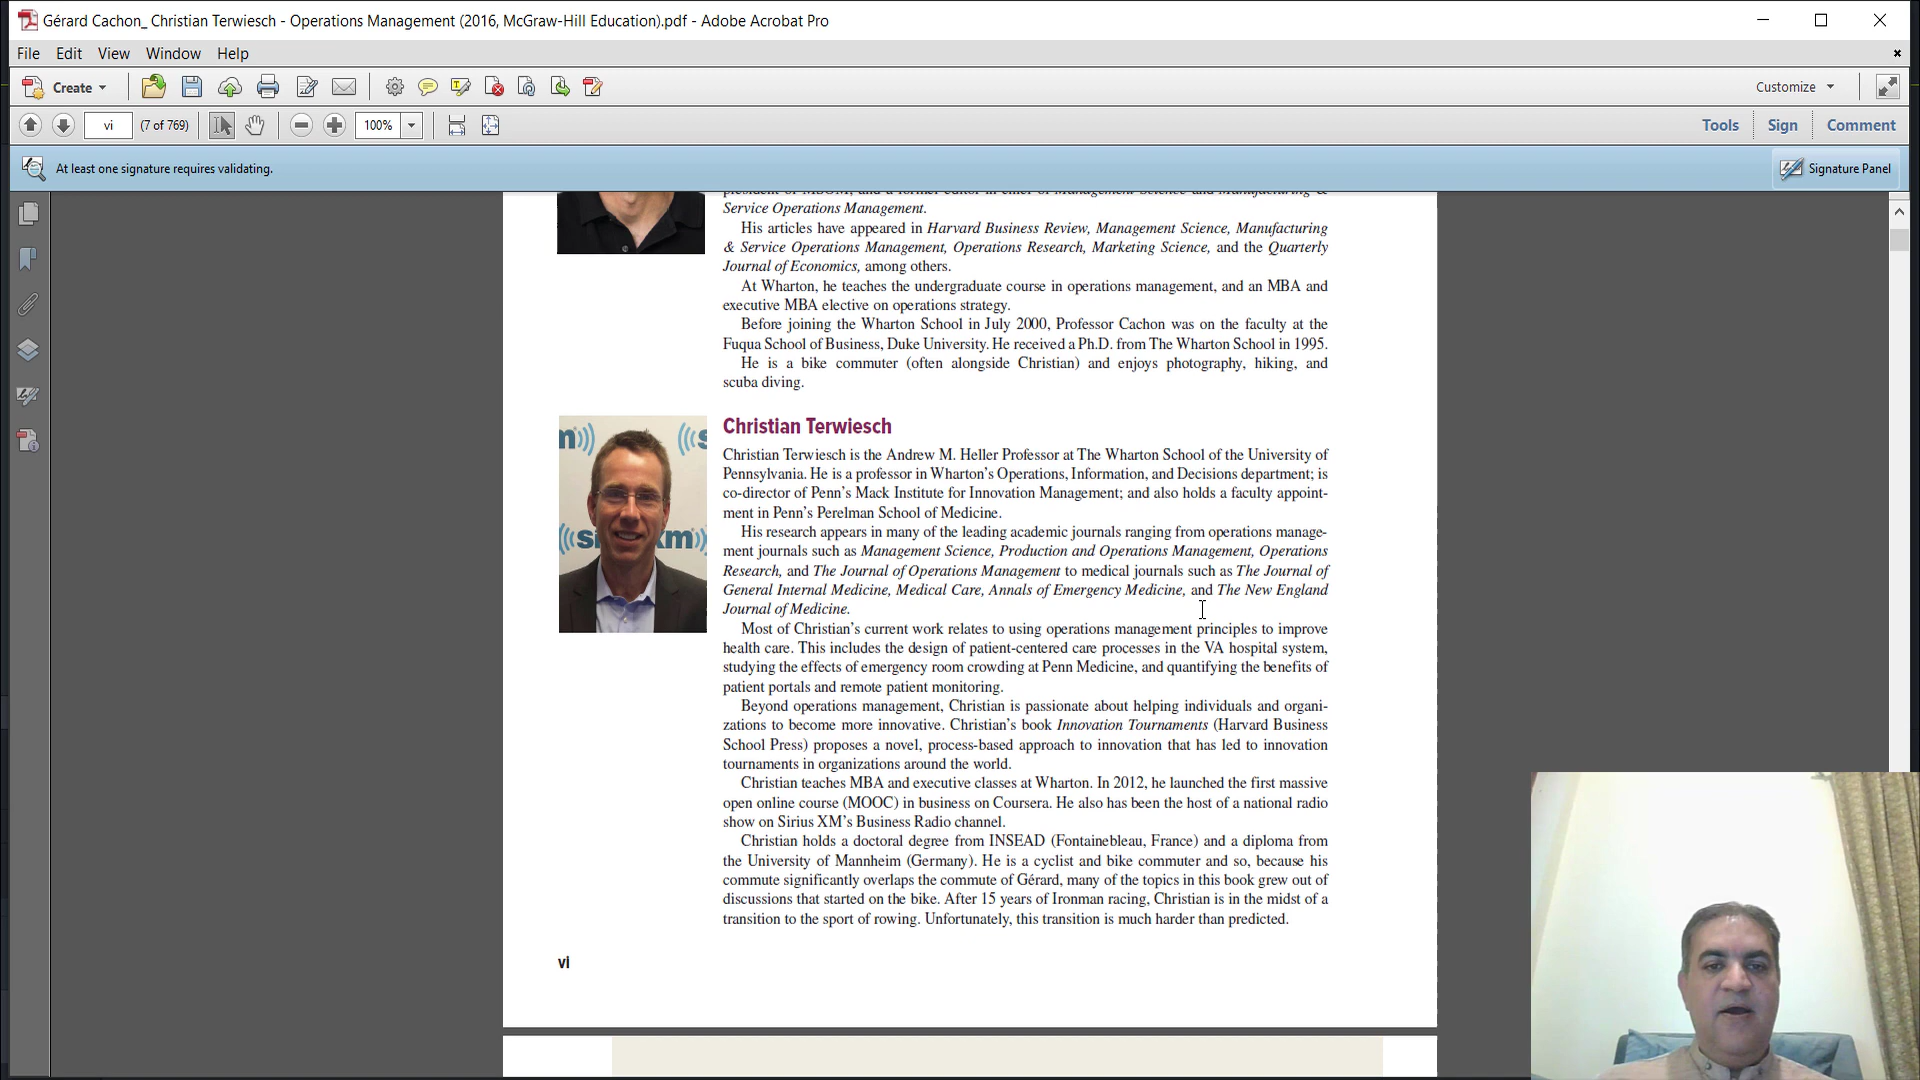 Gérard Cachon_ Christian Terwiesch - Operations Management (2016, McGraw-Hill Education).pdf - Adobe Acrobat Pro
File Edit View Window Help
Create Customize
vi (7 of 769) 100% Tools Sign Comment
At least one signature requires validating. Signature Panel
president of MSOM, and a former editor-in-chief of Management Science and Manufacturing &
Service Operations Management.
His articles have appeared in Harvard Business Review, Management Science, Manufacturing
& Service Operations Management, Operations Research, Marketing Science, and the Quarterly
Journal of Economics, among others.
At Wharton, he teaches the undergraduate course in operations management, and an MBA and
executive MBA elective on operations strategy.
Before joining the Wharton School in July 2000, Professor Cachon was on the faculty at the
Fuqua School of Business, Duke University. He received a Ph.D. from The Wharton School in 1995.
He is a bike commuter (often alongside Christian) and enjoys photography, hiking, and
scuba diving.
Christian Terwiesch
Christian Terwiesch is the Andrew M. Heller Professor at The Wharton School of the University of
Pennsylvania. He is a professor in Wharton's Operations, Information, and Decisions department; is
co-director of Penn's Mack Institute for Innovation Management; and also holds a faculty appoint-
ment in Penn's Perelman School of Medicine.
His research appears in many of the leading academic journals ranging from operations manage-
ment journals such as Management Science, Production and Operations Management, Operations
Research, and The Journal of Operations Management to medical journals such as The Journal of
General Internal Medicine, Medical Care, Annals of Emergency Medicine, and The New England
Journal of Medicine.
Most of Christian's current work relates to using operations management principles to improve
health care. This includes the design of patient-centered care processes in the VA hospital system,
studying the effects of emergency room crowding at Penn Medicine, and quantifying the benefits of
patient portals and remote patient monitoring.
Beyond operations management, Christian is passionate about helping individuals and organi-
zations to become more innovative. Christian's book Innovation Tournaments (Harvard Business
School Press) proposes a novel, process-based approach to innovation that has led to innovation
tournaments in organizations around the world.
Christian teaches MBA and executive classes at Wharton. In 2012, he launched the first massive
open online course (MOOC) in business on Coursera. He also has been the host of a national radio
show on Sirius XM's Business Radio channel.
Christian holds a doctoral degree from INSEAD (Fontainebleau, France) and a diploma from
the University of Mannheim (Germany). He is a cyclist and bike commuter and so, because his
commute significantly overlaps the commute of Gérard, many of the topics in this book grew out of
discussions that started on the bike. After 15 years of Ironman racing, Christian is in the midst of a
transition to the sport of rowing. Unfortunately, this transition is much harder than predicted.
vi